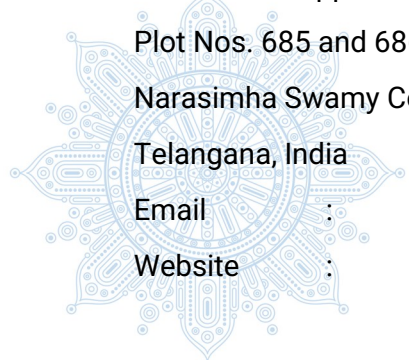 Plot Nos. 685 and 68
Narasimha Swamy Co
Telangana, India
Email :
Website :